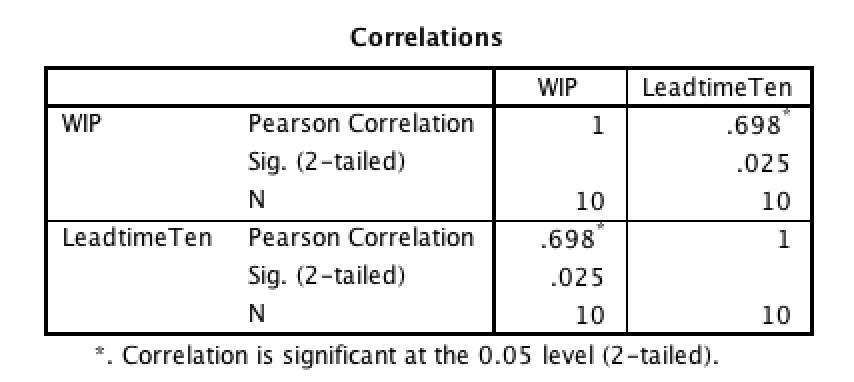 Correlations
WIP LeadtimeTen
WIP Pearson Correlation 1 .698*
Sig. (2-tailed) .025
N 10 10
LeadtimeTen Pearson Correlation .698* 1
Sig. (2-tailed) .025
N 10 10
*. Correlation is significant at the 0.05 level (2-tailed).